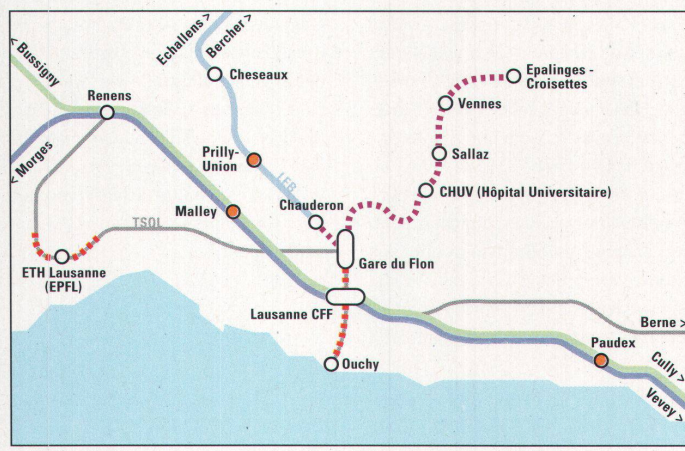 Echallens >
Bercher >
< Bussigny
Cheseaux
Epalinges -
Croisettes
Renens
Vennes
< Morges
Prilly-
Union
LEB
Sallaz
CHUV (Hôpital Universitaire)
Chauderon
Malley
TSOL
Gare du Flon
ETH Lausanne
(EPFL)
Lausanne CFF
Berne >
Paudex
Ouchy
Cully >
Vevey >